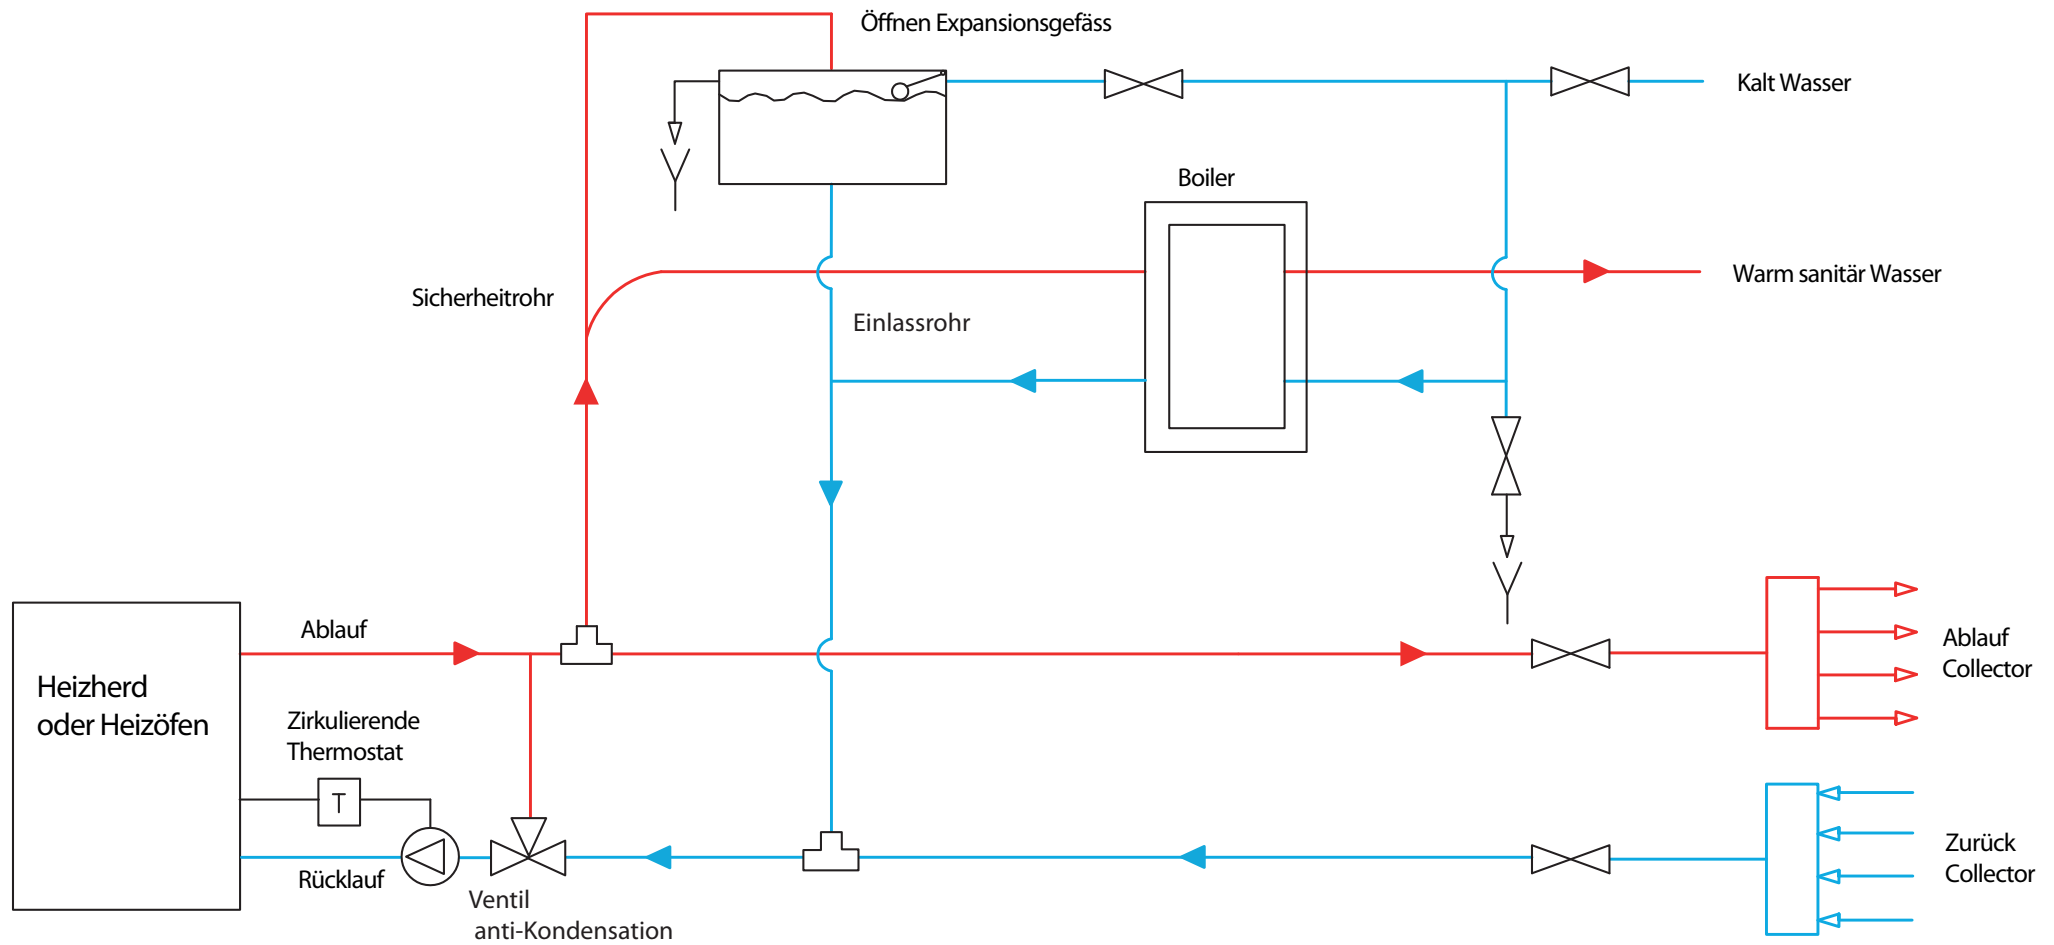 Öffnen Expansionsgefäss
Kalt Wasser
Boiler
Warm sanitär Wasser
Sicherheitrohr
Einlassrohr
Ablauf
Ablauf
Collector
Heizherd
oder Heizöfen
Zirkulierende
Thermostat
T
Zurück
Collector
Rücklauf
Ventil
anti-Kondensation